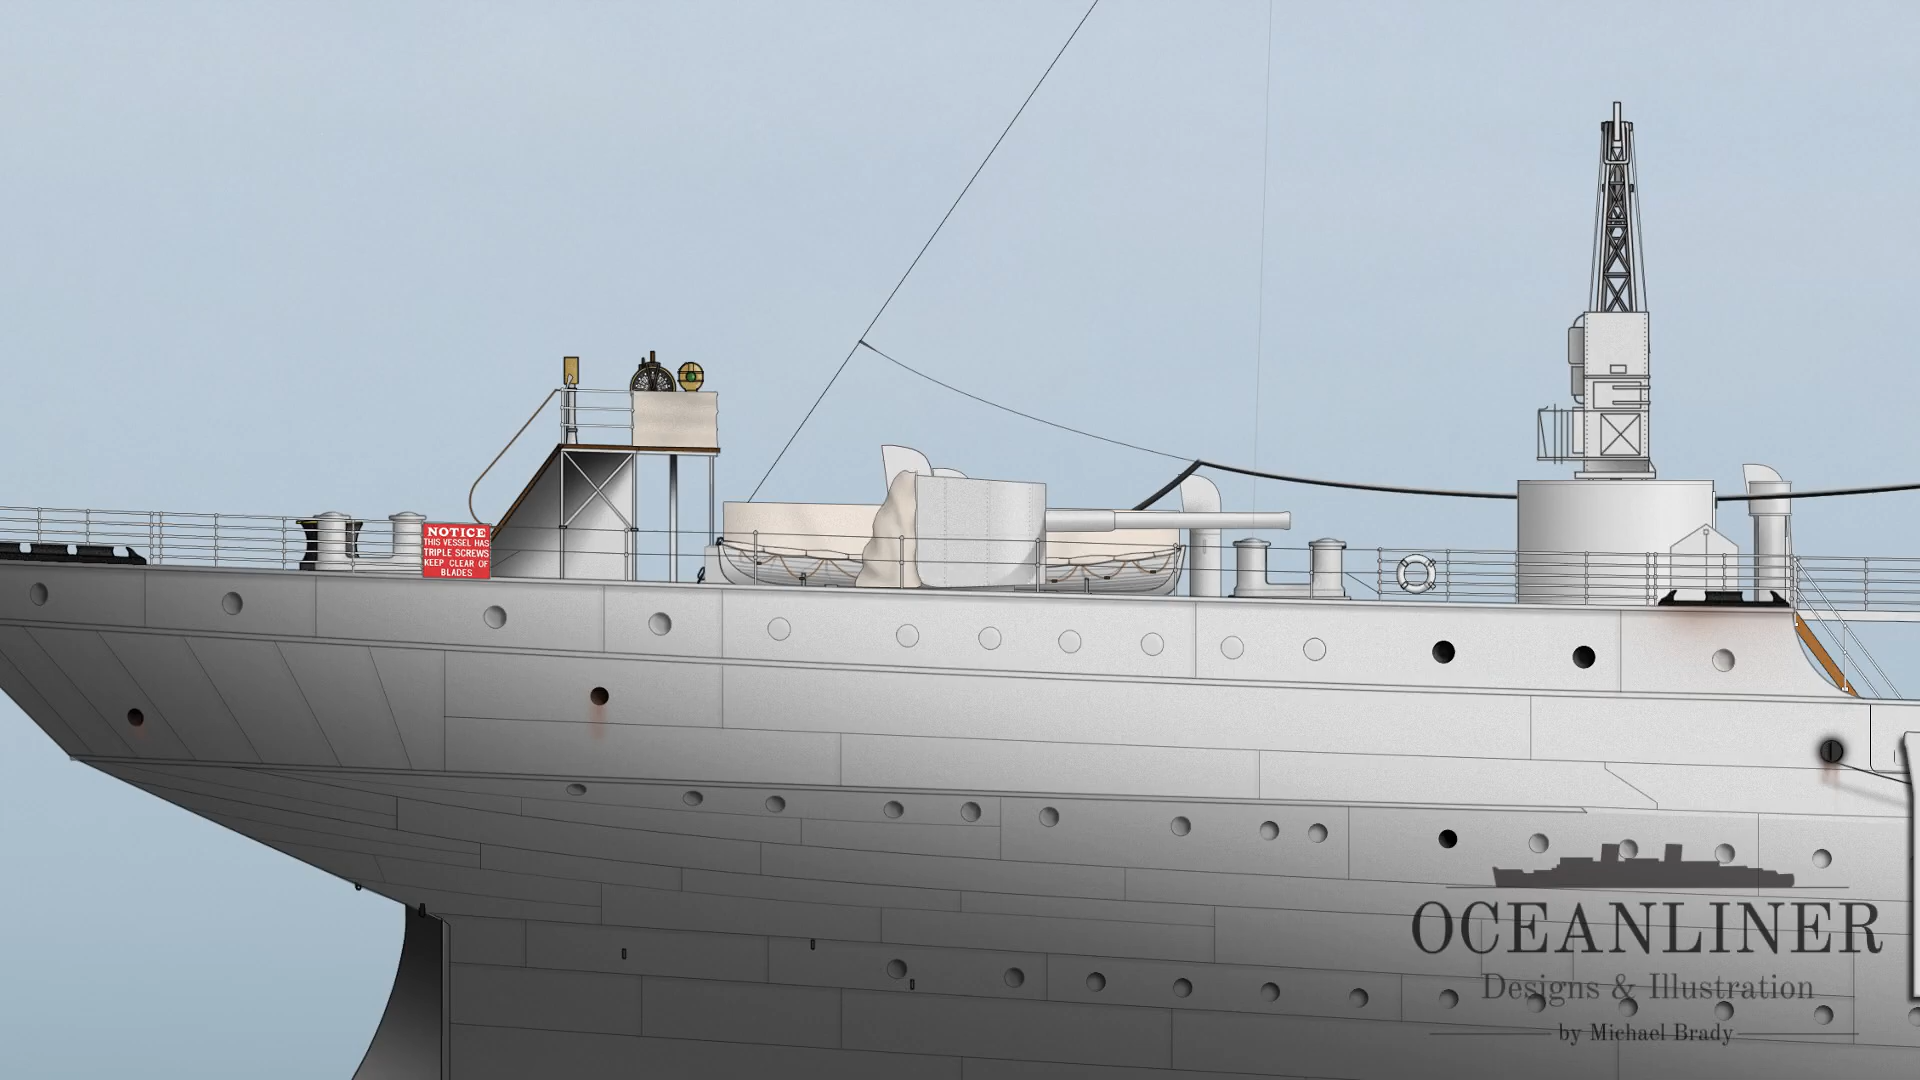 NOTICE
THIS VESSEL HAS
TRIPLE SCREWS
KEEP CLEAR OF
BLADES
OCEANLINER
Designs & Illustration
by Michael Brady